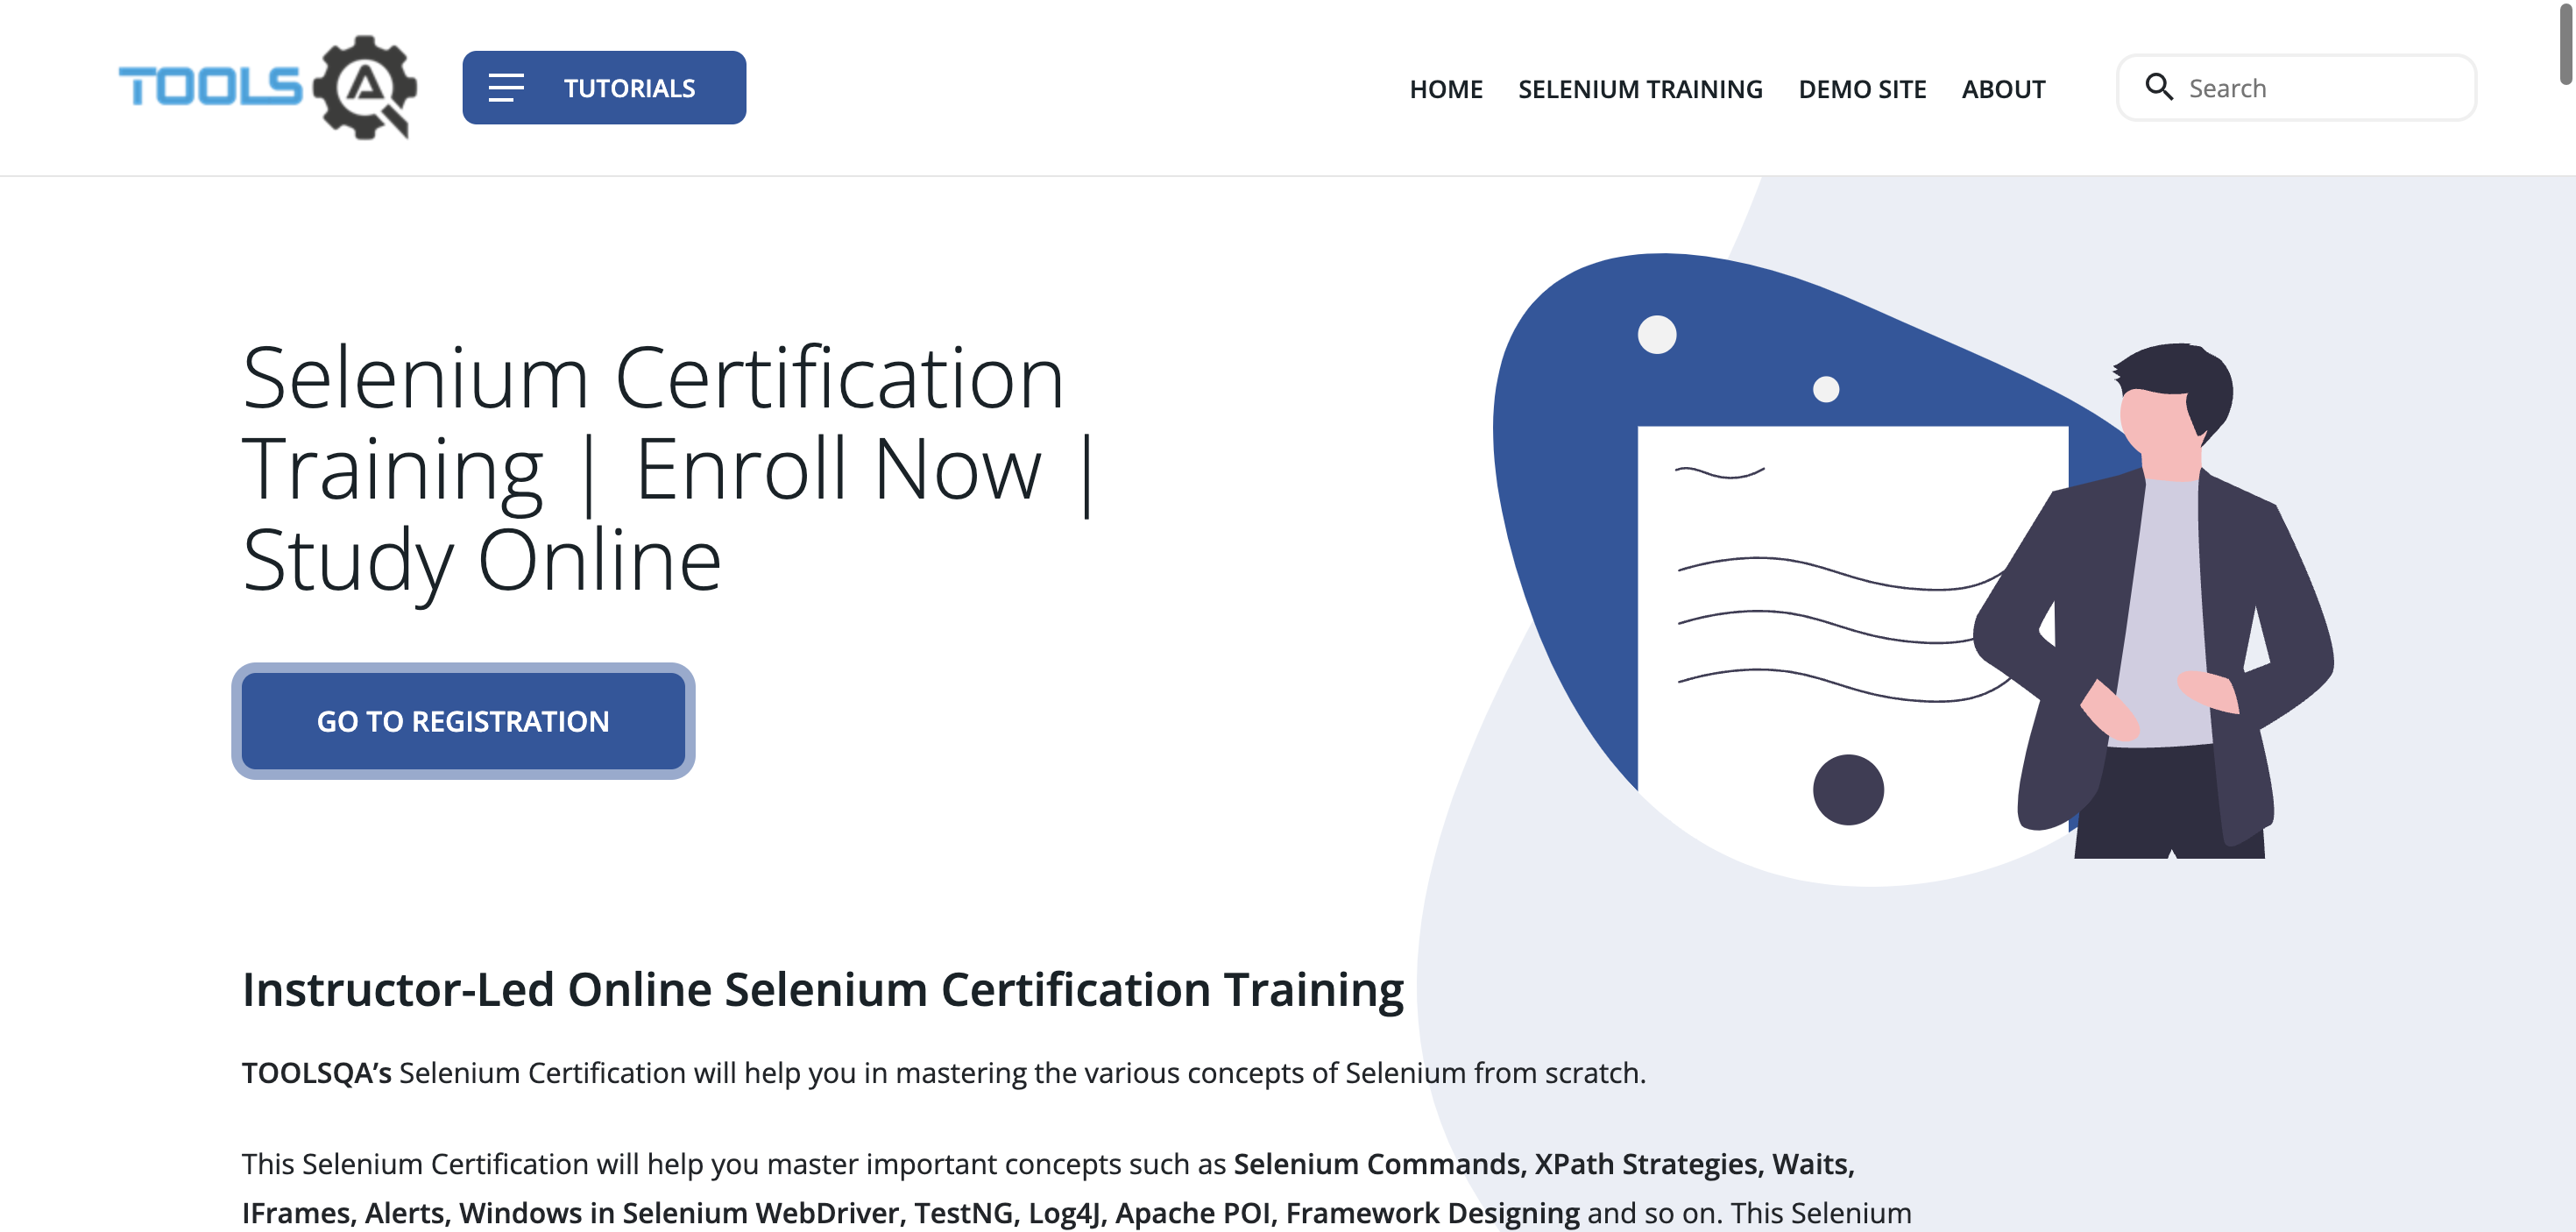 TOOLS QA
TUTORIALS
HOME SELENIUM TRAINING DEMO SITE ABOUT
Search
Selenium Certification
Training | Enroll Now |
Study Online
GO TO REGISTRATION
Instructor-Led Online Selenium Certification Training
TOOLSQA’s Selenium Certification will help you in mastering the various concepts of Selenium from scratch.
This Selenium Certification will help you master important concepts such as Selenium Commands, XPath Strategies, Waits,
IFrames, Alerts, Windows in Selenium WebDriver, TestNG, Log4J, Apache POI, Framework Designing and so on. This Selenium